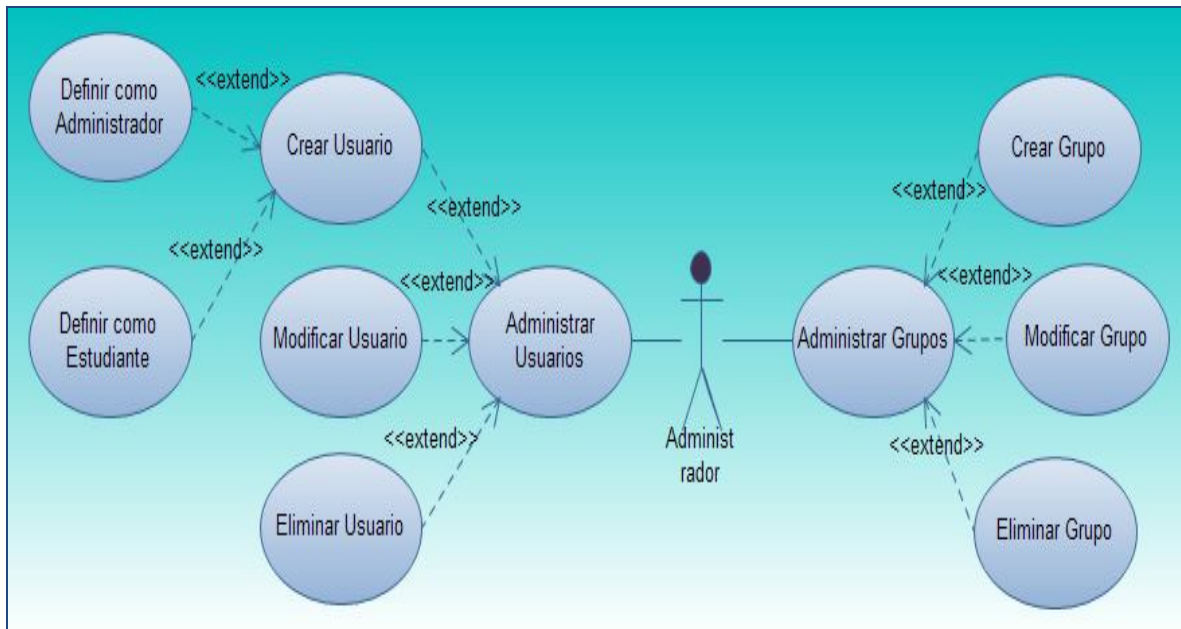 Definir como
Administrador
<<extend>>
Crear Usuario
<<extend>>
<<extend>>
Definir como
Estudiante
<<extend>>
Modificar Usuario
Administrar
Usuarios
<<extend>>
Eliminar Usuario
Administ
rador
Crear Grupo
<<extend>>
<<extend>>
Administrar Grupos
Modificar Grupo
<<extend>>
Eliminar Grupo